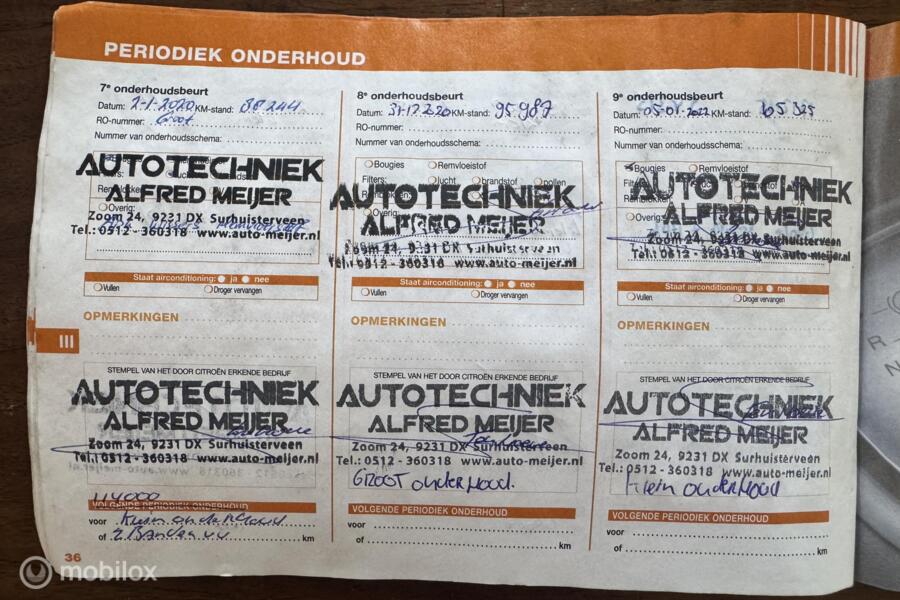 PERIODIEK ONDERHOUD
7e onderhoudsbeurt
Datum: 2-1-2020 KM-stand: 38244
RO-nummer: Groot
Nummer van onderhoudsschema:
AUTOTECHNIEK
ALFRED MEIJER
Overig:
Zoom 24, 9231 DX Surhuisterveen
Tel.: 0512 - 360318 www.auto-meijer.nl
Staat airconditioning: ja nee
Vullen Droger vervangen
OPMERKINGEN
STEMPEL VAN HET DOOR CITROËN ERKENDE BEDRIJF
AUTOTECHNIEK
ALFRED MEIJER
Zoom 24, 9231 DX Surhuisterveen
Tel.: 0512 - 360318 www.auto-meijer.nl
VOLGENDE PERIODIEK ONDERHOUD
voor
of km
36
8e onderhoudsbeurt
Datum: 31-12-2020 KM-stand: 95987
RO-nummer:
Nummer van onderhoudsschema:
Bougies Remvloeistof
Filters: lucht brandstof pollen
AUTOTECHNIEK
Overig:
ALFRED MEIJER
Zoom 24, 9231 DX Surhuisterveen
Tel.: 0512 - 360318 www.auto-meijer.nl
Staat airconditioning: ja nee
Vullen Droger vervangen
OPMERKINGEN
STEMPEL VAN HET DOOR CITROËN ERKENDE BEDRIJF
AUTOTECHNIEK
ALFRED MEIJER
Zoom 24, 9231 DX Surhuisterveen
Tel.: 0512 - 360318 www.auto-meijer.nl
GROOT onderhoud.
VOLGENDE PERIODIEK ONDERHOUD
voor
of km
9e onderhoudsbeurt
Datum: 05-01-2022 KM-stand: 65325
RO-nummer:
Nummer van onderhoudsschema:
Bougies Remvloeistof
AUTOTECHNIEK
Overig:
ALFRED MEIJER
Zoom 24, 9231 DX Surhuisterveen
Tel.: 0512 - 360318 www.auto-meijer.nl
Staat airconditioning: ja nee
Vullen Droger vervangen
OPMERKINGEN
STEMPEL VAN HET DOOR CITROËN ERKENDE BEDRIJF
AUTOTECHNIEK
ALFRED MEIJER
Zoom 24, 9231 DX Surhuisterveen
Tel.: 0512 - 360318 www.auto-meijer.nl
Klein onderhoud
VOLGENDE PERIODIEK ONDERHOUD
voor
of km
III
mobilox